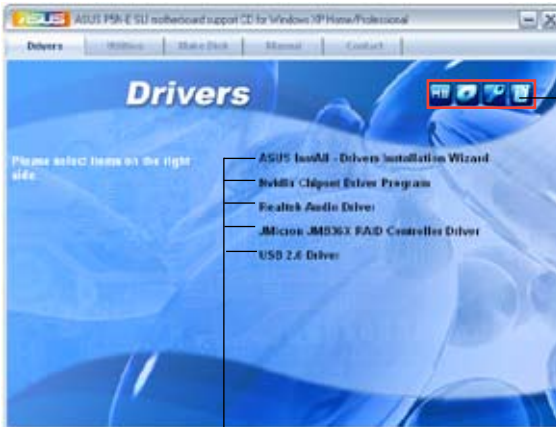 ASUS ASUS P5N-E SLI motherboard support CD for Windows XP Home/Professional
Drivers Utilities Make Disk Manual Contact
Drivers
Please select items on the right side.
ASUS InstAll - Drivers Installation Wizard
Nvidia Chipset Driver Program
Realtek Audio Driver
JMicron JMB36X RAID Controller Driver
USB 2.0 Driver